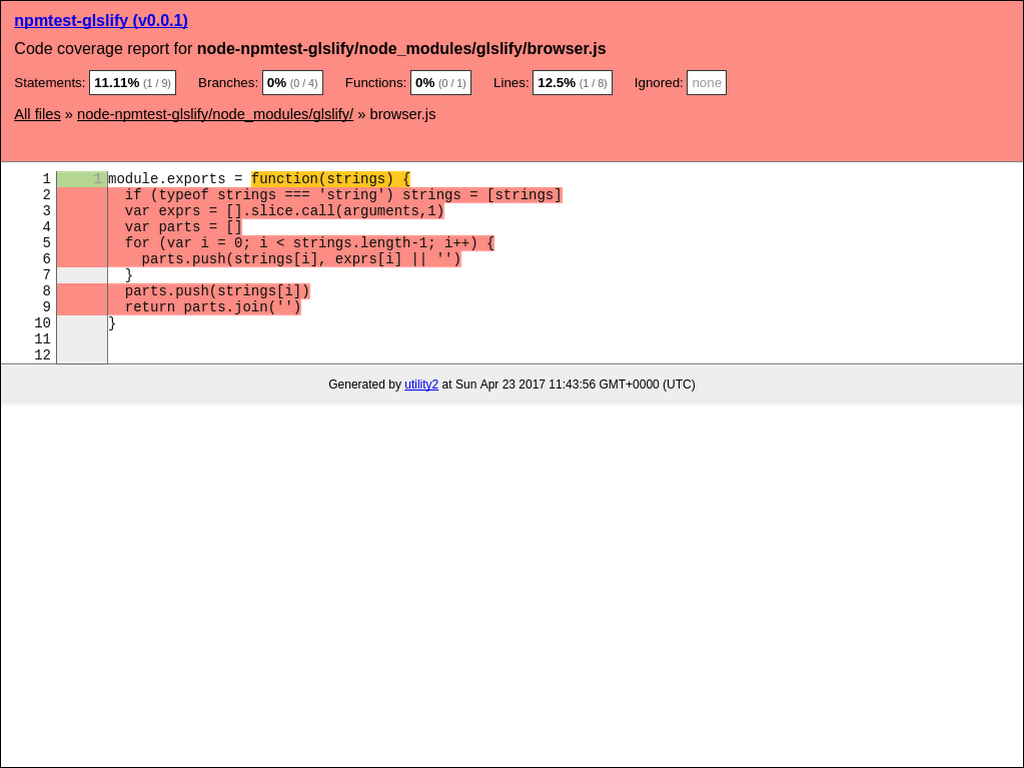 npmtest-glslify (v0.0.1)
Code coverage report for node-npmtest-glslify/node_modules/glslify/browser.js
Statements: 11.11% (1 / 9) Branches: 0% (0 / 4) Functions: 0% (0 / 1) Lines: 12.5% (1 / 8) Ignored: none
All files » node-npmtest-glslify/node_modules/glslify/ » browser.js
1 1 module.exports = function(strings) {
2 if (typeof strings === 'string') strings = [strings]
3 var exprs = [].slice.call(arguments,1)
4 var parts = []
5 for (var i = 0; i < strings.length-1; i++) {
6 parts.push(strings[i], exprs[i] || '')
7 }
8 parts.push(strings[i])
9 return parts.join('')
10 }
11
12
Generated by utility2 at Sun Apr 23 2017 11:43:56 GMT+0000 (UTC)